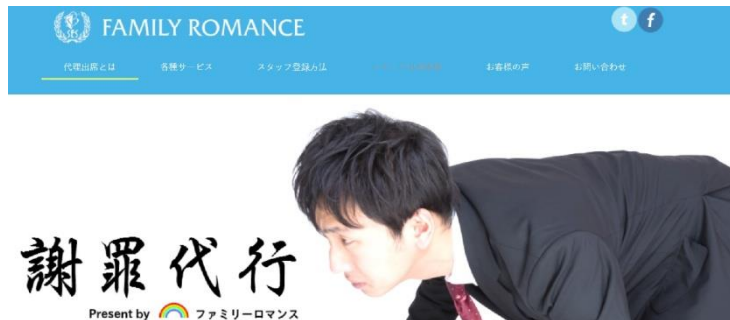 FAMILY ROMANCE
t f
代理出席とは 各種サービス スタッフ登録方法 お客様の声 お問い合わせ
謝罪代行
Present by ファミリーロマンス